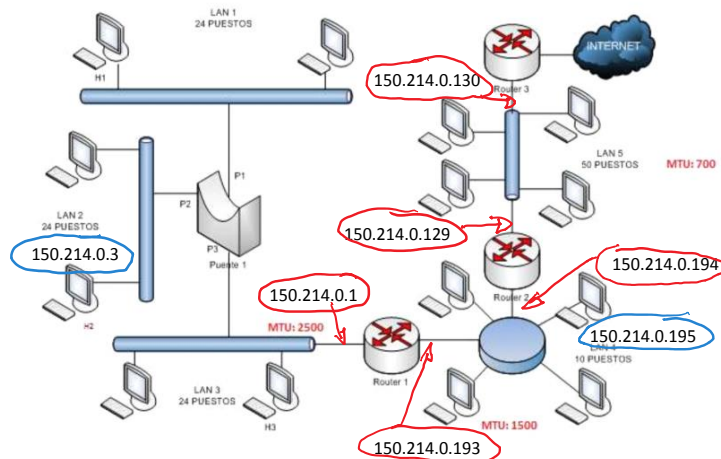 LAN 1
24 PUESTOS
H1
INTERNET
150.214.0.130
Router 3
LAN 5
50 PUESTOS
MTU: 700
P1
P2
LAN 2
24 PUESTOS
P3
150.214.0.129
150.214.0.3
Puente 1
150.214.0.194
150.214.0.1
Router 2
H2
MTU: 2500
150.214.0.195
10 PUESTOS
Router 1
LAN 3
24 PUESTOS
H3
MTU: 1500
150.214.0.193